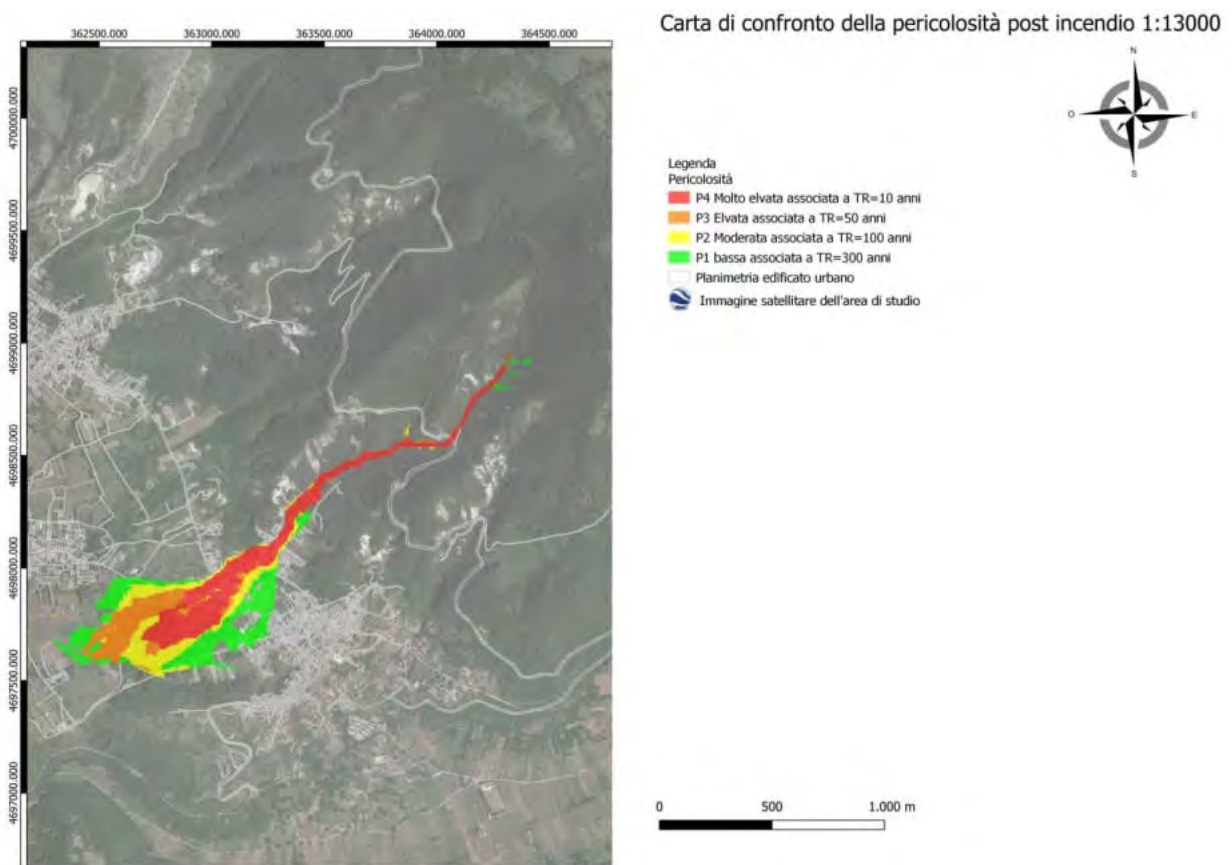 Carta di confronto della pericolosità post incendio 1:13000
362500.000 363000.000 363500.000 364000.000 364500.000
4700000.000
4699500.000
4699000.000
4698500.000
4698000.000
4697500.000
4697000.000
N
O
E
S
Legenda
Pericolosità
P4 Molto elvata associata a TR=10 anni
P3 Elvata associata a TR=50 anni
P2 Moderata associata a TR=100 anni
P1 bassa associata a TR=300 anni
Planimetria edificato urbano
Immagine satellitare dell'area di studio
0 500 1.000 m